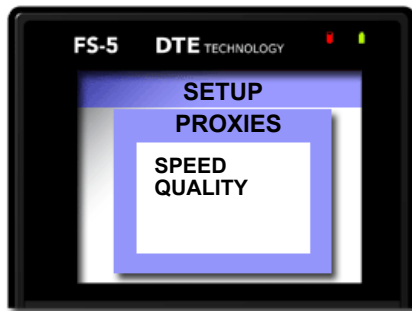 FS-5 DTE TECHNOLOGY
SETUP
PROXIES
SPEED
QUALITY